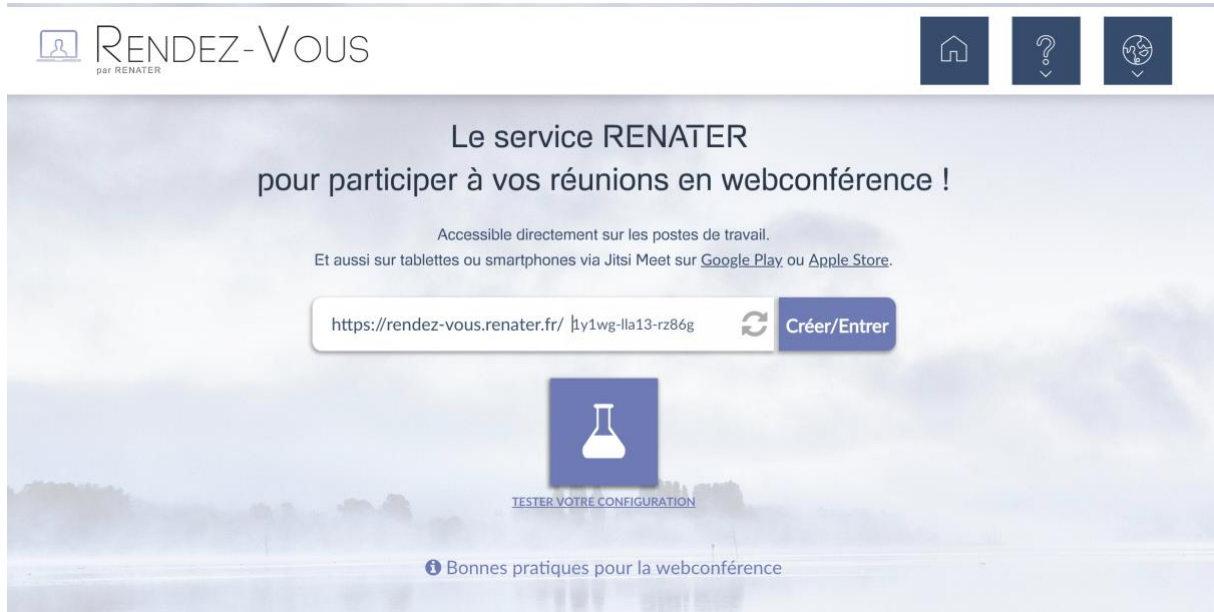 RENDEZ-VOUS
par RENATER
Le service RENATER
pour participer à vos réunions en webconférence !
Accessible directement sur les postes de travail.
Et aussi sur tablettes ou smartphones via Jitsi Meet sur Google Play ou Apple Store.
https://rendez-vous.renater.fr/ 1y1wg-lla13-rz86g Créer/Entrer
TESTER VOTRE CONFIGURATION
Bonnes pratiques pour la webconférence